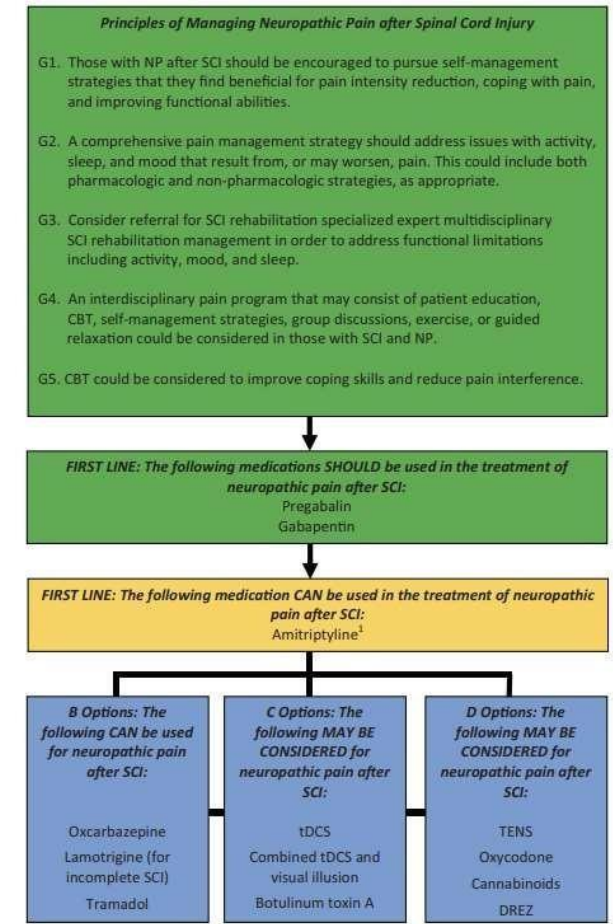 Principles of Managing Neuropathic Pain after Spinal Cord Injury
G1. Those with NP after SCI should be encouraged to pursue self-management
strategies that they find beneficial for pain intensity reduction, coping with pain,
and improving functional abilities.
G2. A comprehensive pain management strategy should address issues with activity,
sleep, and mood that result from, or may worsen, pain. This could include both
pharmacologic and non-pharmacologic strategies, as appropriate.
G3. Consider referral for SCI rehabilitation specialized expert multidisciplinary
SCI rehabilitation management in order to address functional limitations
including activity, mood, and sleep.
G4. An interdisciplinary pain program that may consist of patient education,
CBT, self-management strategies, group discussions, exercise, or guided
relaxation could be considered in those with SCI and NP.
G5. CBT could be considered to improve coping skills and reduce pain interference.
FIRST LINE: The following medications SHOULD be used in the treatment of
neuropathic pain after SCI:
Pregabalin
Gabapentin
FIRST LINE: The following medication CAN be used in the treatment of neuropathic
pain after SCI:
Amitriptyline¹
B Options: The
following CAN be used
for neuropathic pain
after SCI:
Oxcarbazepine
Lamotrigine (for
incomplete SCI)
Tramadol
C Options: The
following MAY BE
CONSIDERED for
neuropathic pain after
SCI:
tDCS
Combined tDCS and
visual illusion
Botulinum toxin A
D Options: The
following MAY BE
CONSIDERED for
neuropathic pain after
SCI:
TENS
Oxycodone
Cannabinoids
DREZ